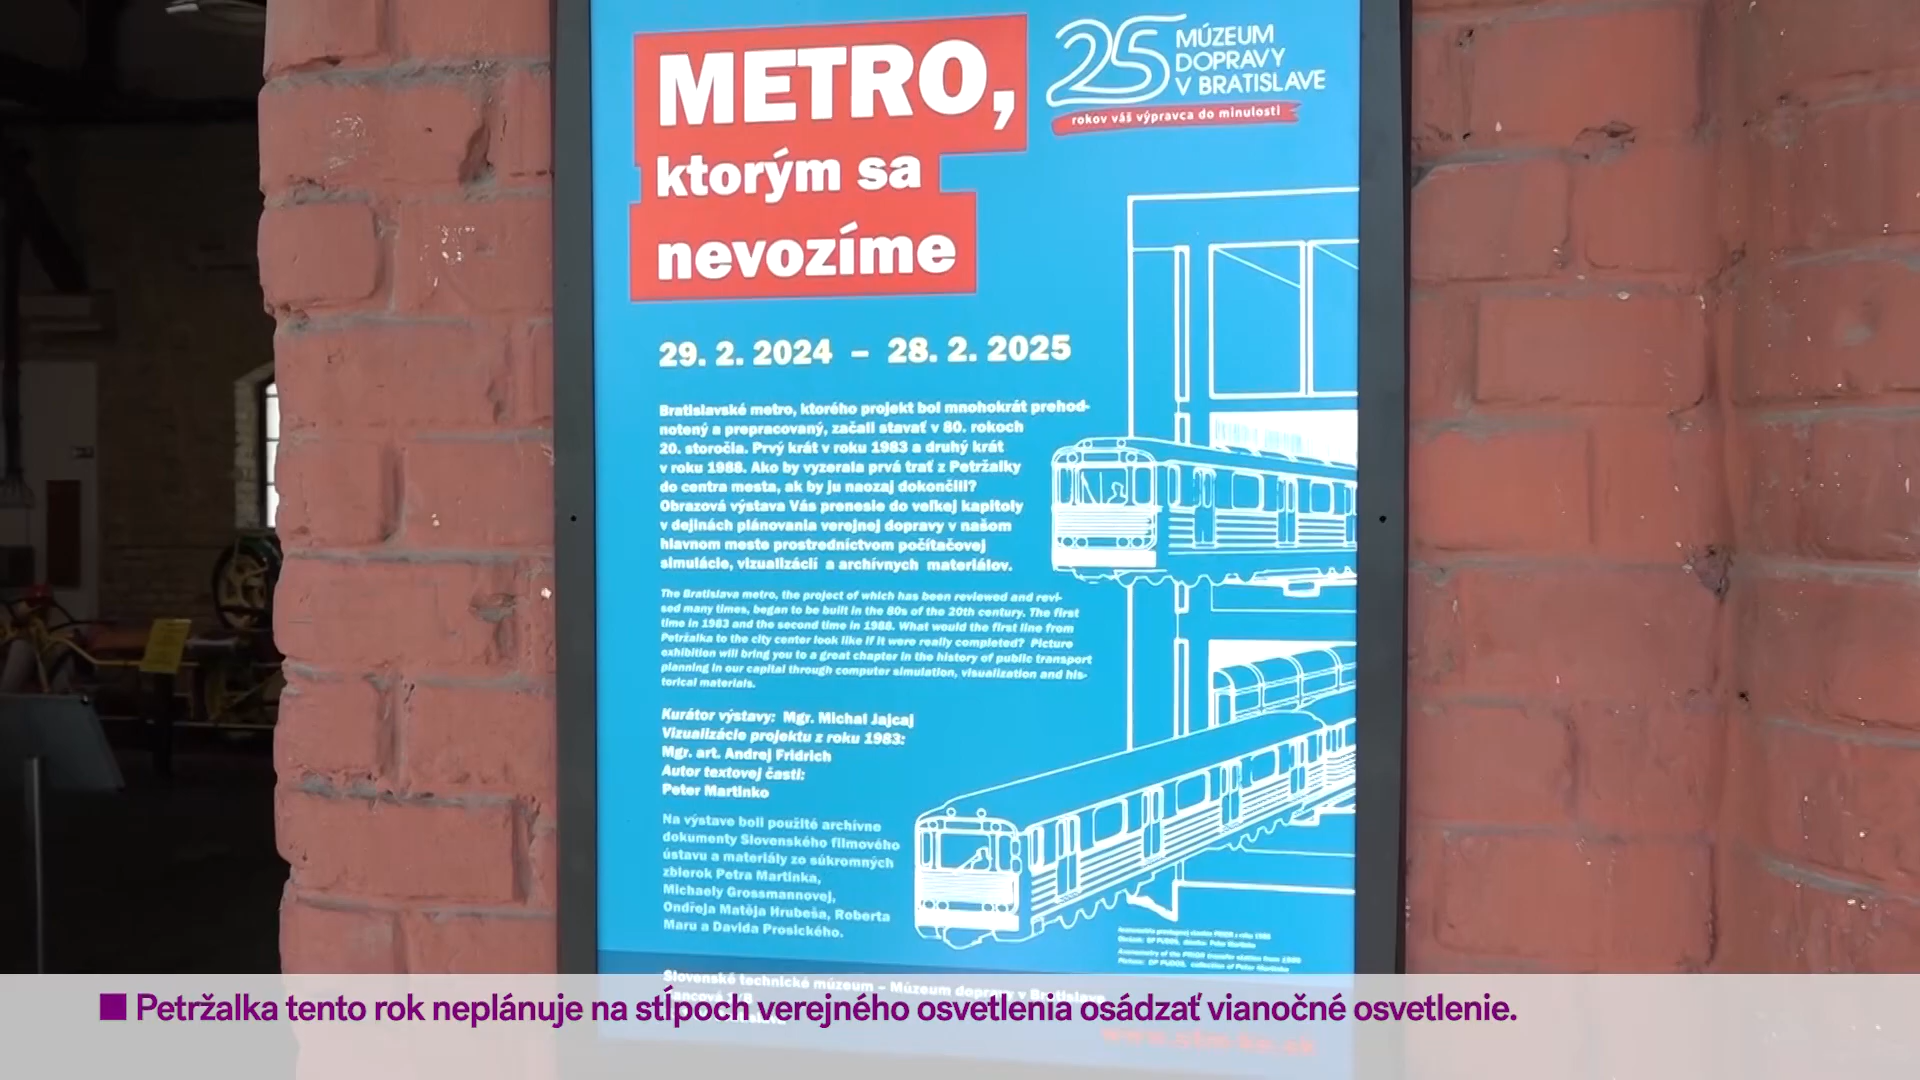 METRO,
ktorým sa
nevozíme
25 MÚZEUM
DOPRAVY
V BRATISLAVE
rokov váš výpravca do minulosti
29. 2. 2024 – 28. 2. 2025
Bratislavské metro, ktorého projekt bol mnohokrát prehod-
notený a prepracovaný, začali stavať v 80. rokoch
20. storočia. Prvý krát v roku 1983 a druhý krát
v roku 1988. Ako by vyzerala prvá trať z Petržalky
do centra mesta, ak by ju naozaj dokončili?
Obrazová výstava Vás prenesie do veľkej kapitoly
v dejinách plánovania verejnej dopravy v našom
hlavnom meste prostredníctvom počítačovej
simulácie, vizualizácií a archívnych materiálov.
The Bratislava metro, the project of which has been reviewed and revi-
sed many times, began to be built in the 80s of the 20th century. The first
time in 1983 and the second time in 1988. What would the first line from
Petržalka to the city center look like if it were really completed? Picture
exhibition will bring you to a great chapter in the history of public transport
planning in our capital through computer simulation, visualization and his-
torical materials.
Kurátor výstavy: Mgr. Michal Jajcaj
Vizualizácie projektu z roku 1983:
Mgr. art. Andrej Fridrich
Autor textovej časti:
Peter Martinko
Na výstave boli použité archívne
dokumenty Slovenského filmového
ústavu a materiály zo súkromných
zbierok Petra Martinka,
Michaely Grossmannovej,
Ondřeja Matěja Hrubeša, Roberta
Maru a Davida Prosického.
Slovenské technické múzeum – Múzeum dopravy v Bratislave
■ Petržalka tento rok neplánuje na stĺpoch verejného osvetlenia osádzať vianočné osvetlenie.